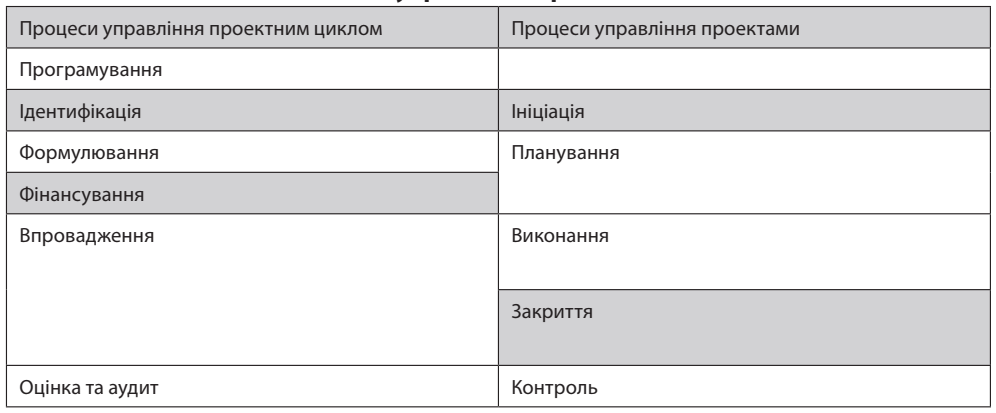 Процеси управління проектним циклом Процеси управління проектами
Програмування
Ідентифікація Ініціація
Формулювання Планування
Фінансування
Впровадження Виконання
Закриття
Оцінка та аудит Контроль